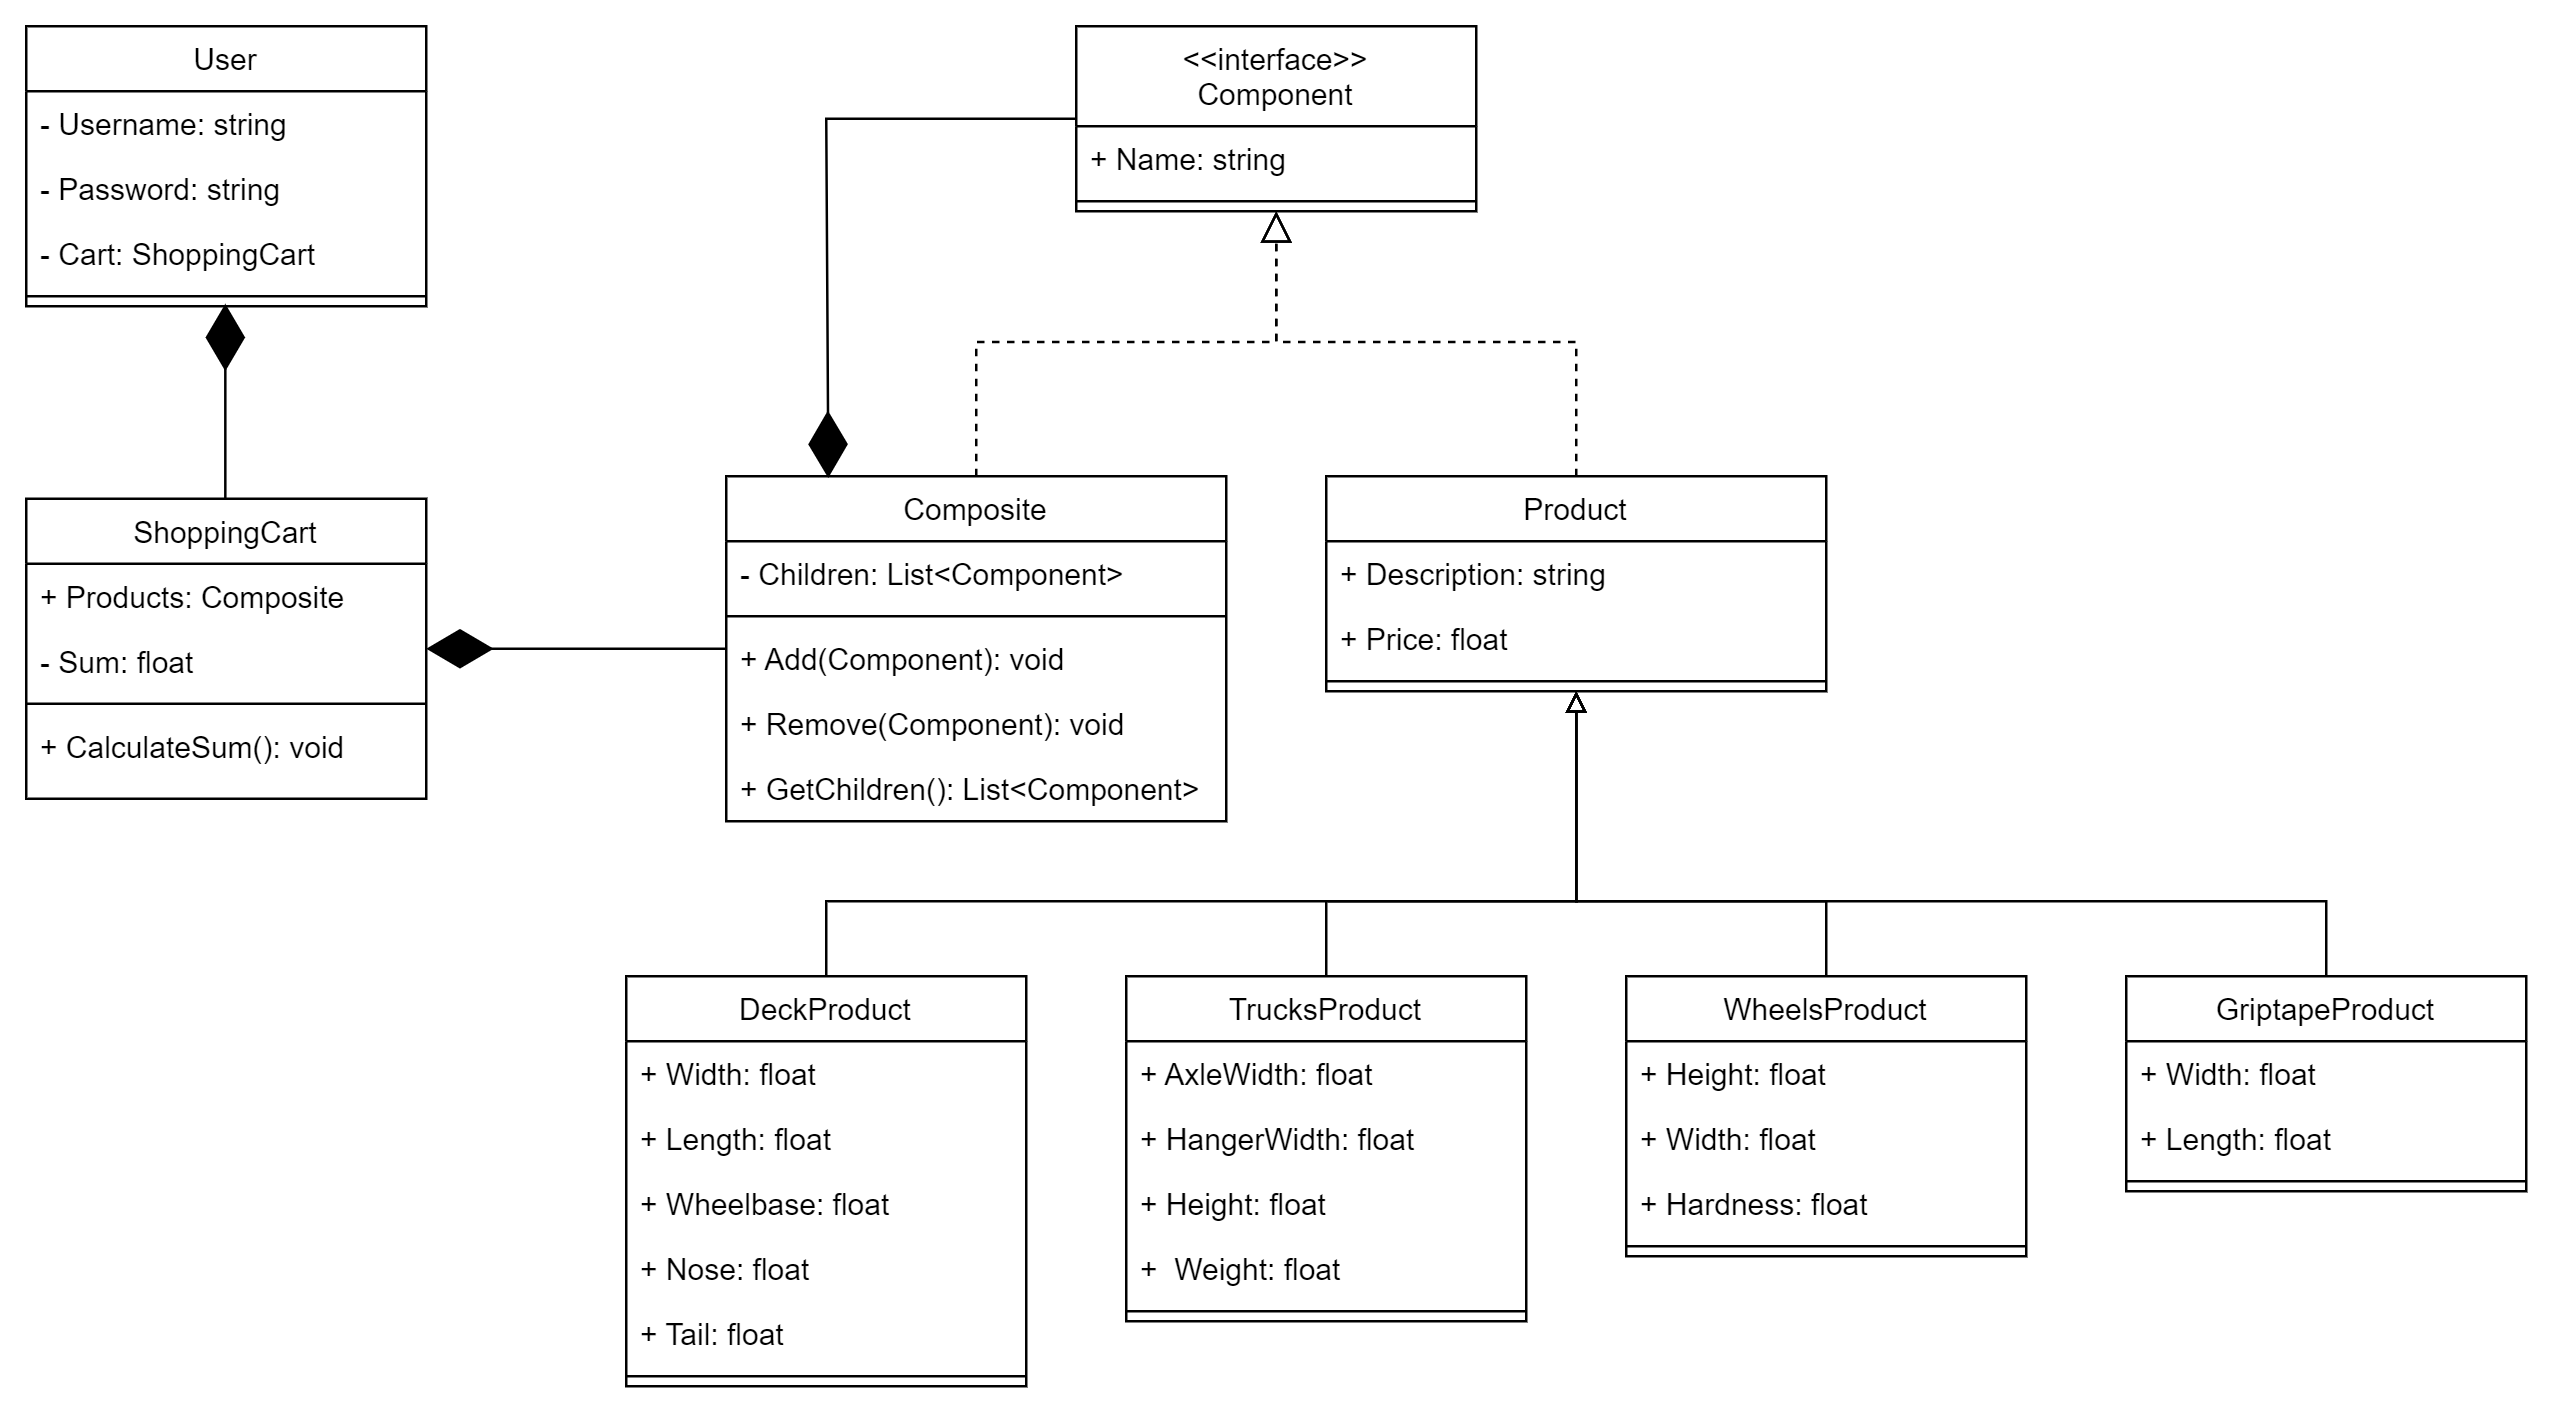 User
- Username: string
- Password: string
- Cart: ShoppingCart
<<interface>>
Component
+ Name: string
ShoppingCart
+ Products: Composite
- Sum: float
+ CalculateSum(): void
Composite
- Children: List<Component>
+ Add(Component): void
+ Remove(Component): void
+ GetChildren(): List<Component>
Product
+ Description: string
+ Price: float
DeckProduct
+ Width: float
+ Length: float
+ Wheelbase: float
+ Nose: float
+ Tail: float
TrucksProduct
+ AxleWidth: float
+ HangerWidth: float
+ Height: float
+  Weight: float
WheelsProduct
+ Height: float
+ Width: float
+ Hardness: float
GriptapeProduct
+ Width: float
+ Length: float